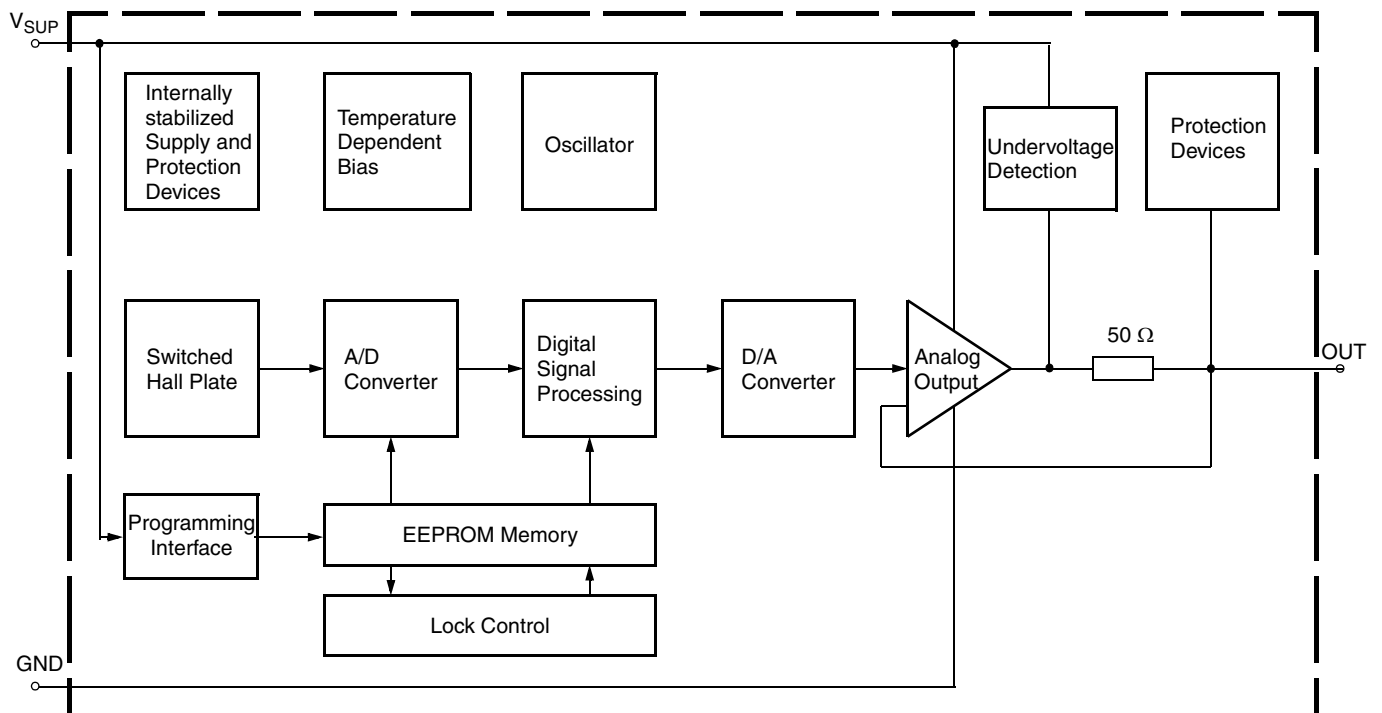 VSUP
Internally
stabilized
Supply and
Protection
Devices
Temperature
Dependent
Bias
Oscillator
Undervoltage
Detection
Protection
Devices
Switched
Hall Plate
A/D
Converter
Digital
Signal
Processing
D/A
Converter
Analog
Output
50 Ω
OUT
Programming
Interface
EEPROM Memory
Lock Control
GND